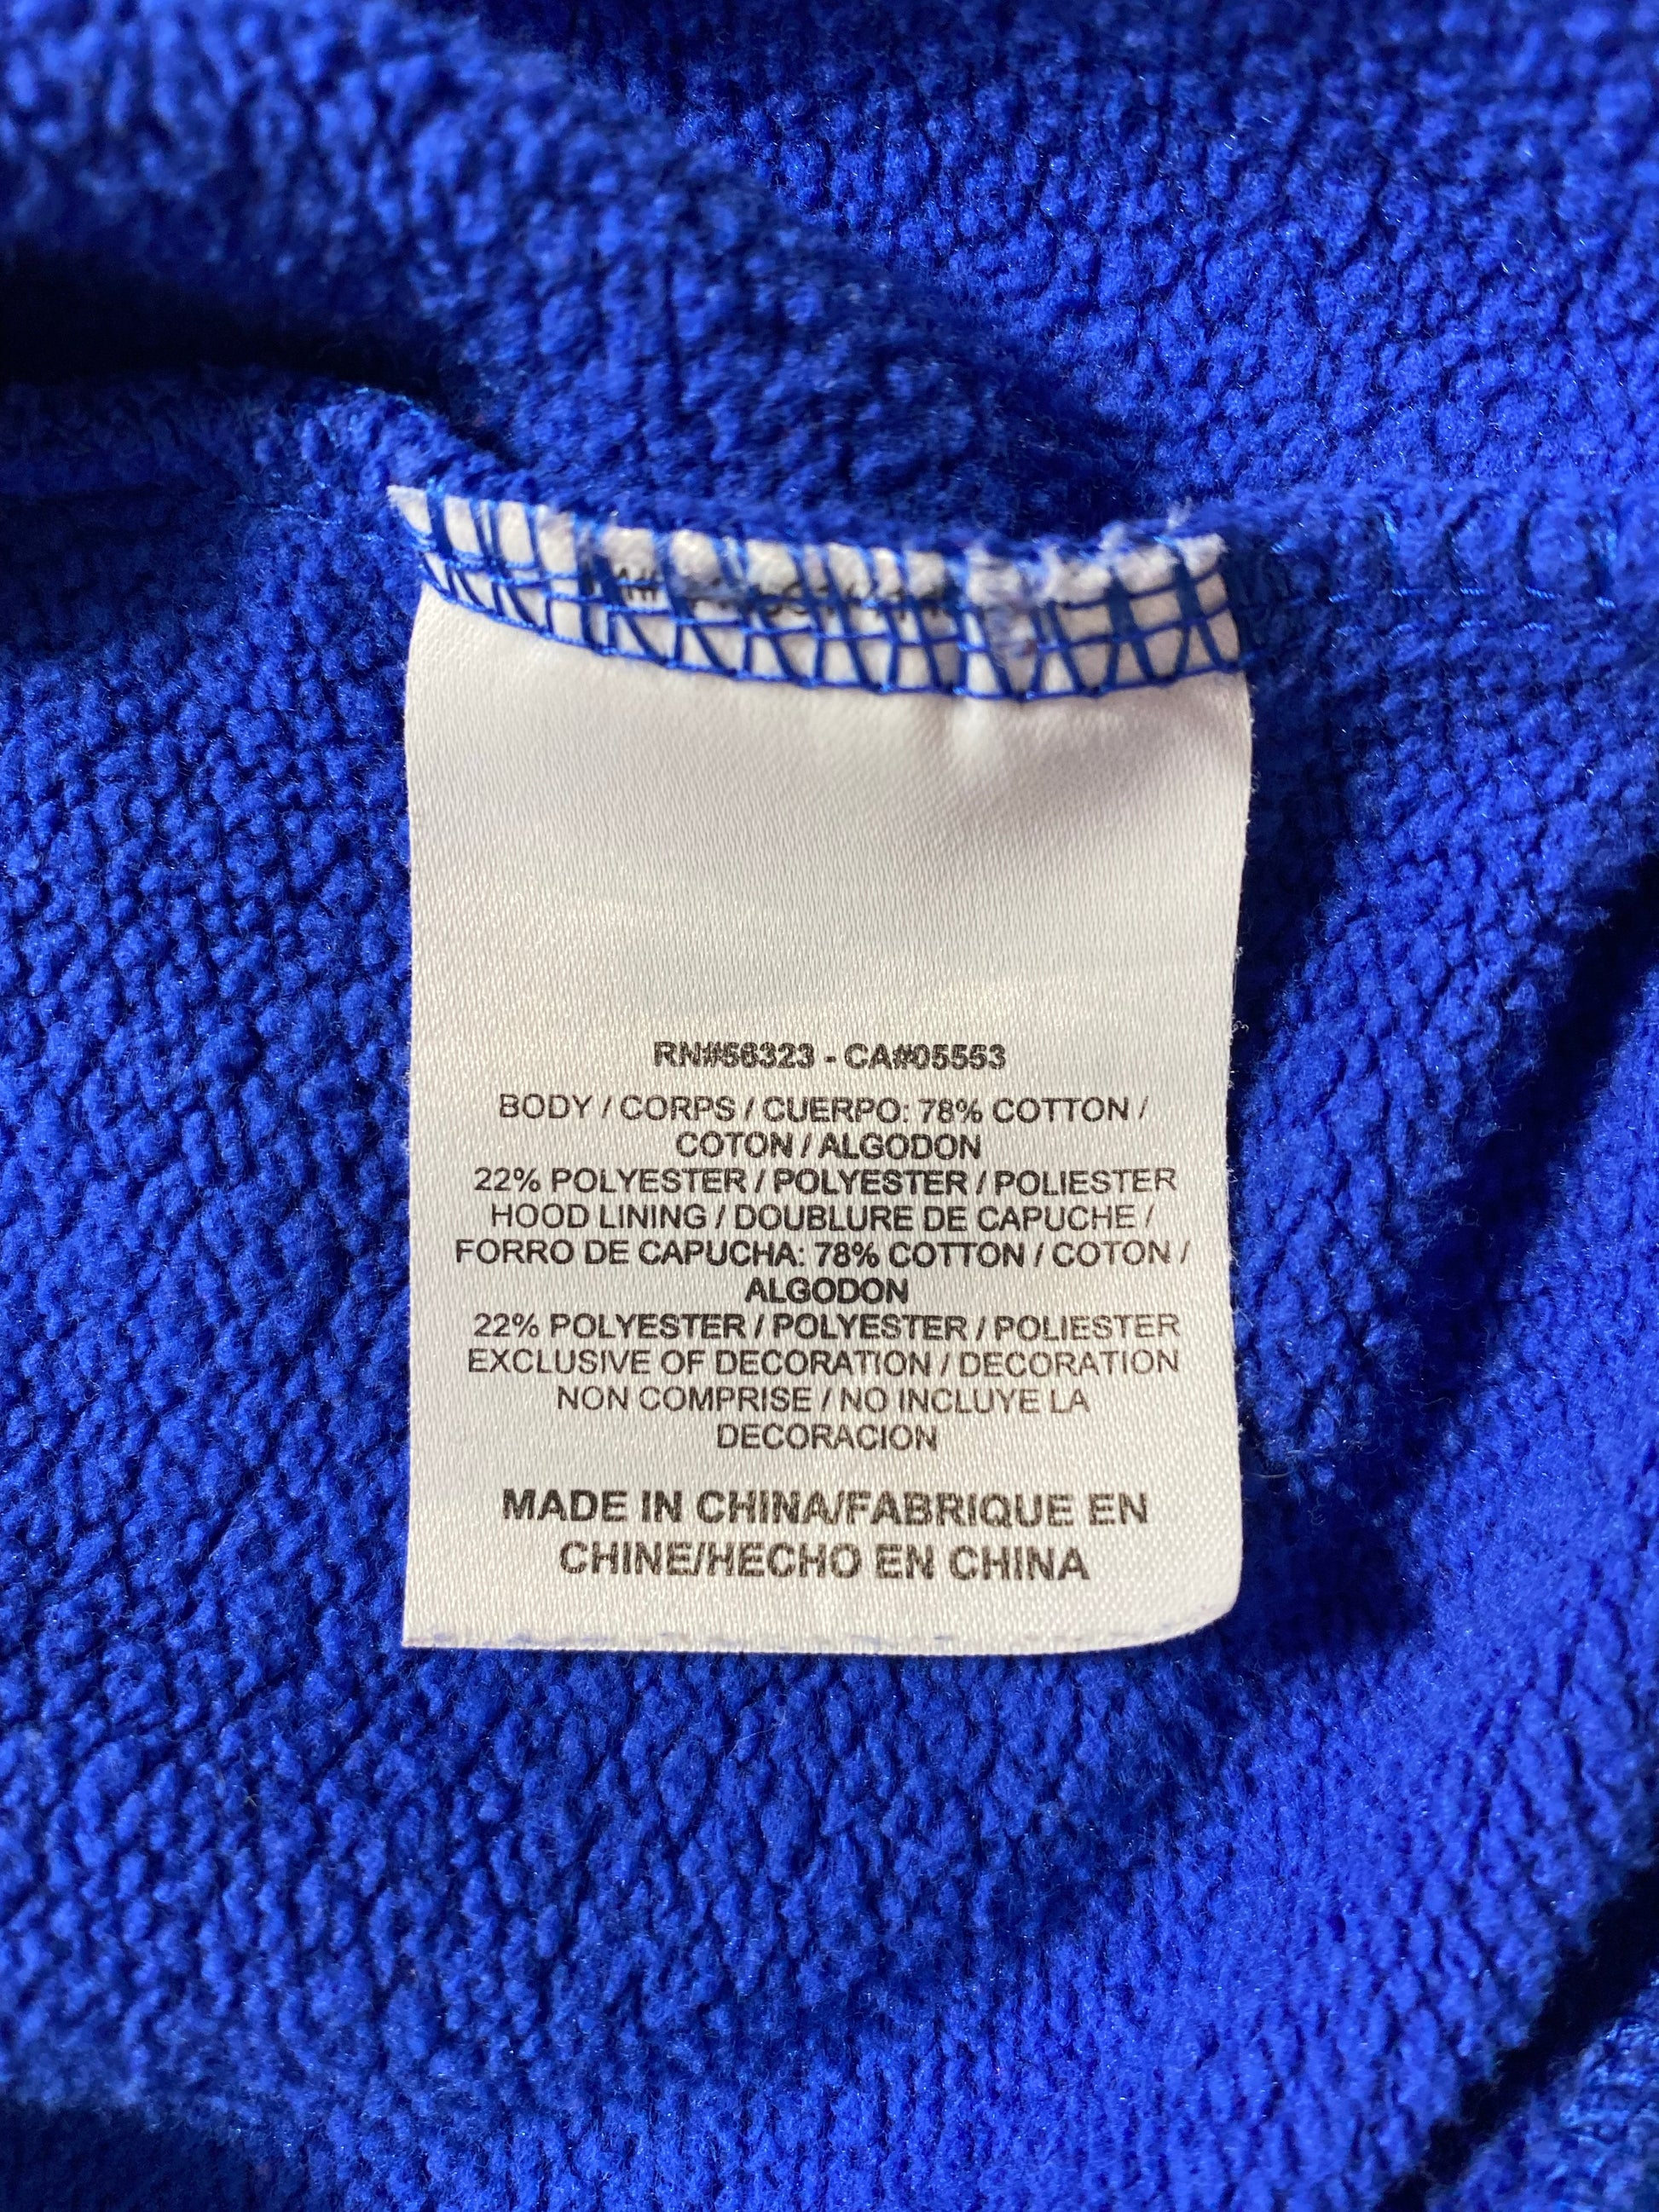 RN#56323 - CA#05553
BODY / CORPS / CUERPO: 78% COTTON /
COTON / ALGODON
22% POLYESTER / POLYESTER / POLIESTER
HOOD LINING / DOUBLURE DE CAPUCHE /
FORRO DE CAPUCHA: 78% COTTON / COTON /
ALGODON
22% POLYESTER / POLYESTER / POLIESTER
EXCLUSIVE OF DECORATION / DECORATION
NON COMPRISE / NO INCLUYE LA
DECORACION
MADE IN CHINA/FABRIQUE EN
CHINE/HECHO EN CHINA